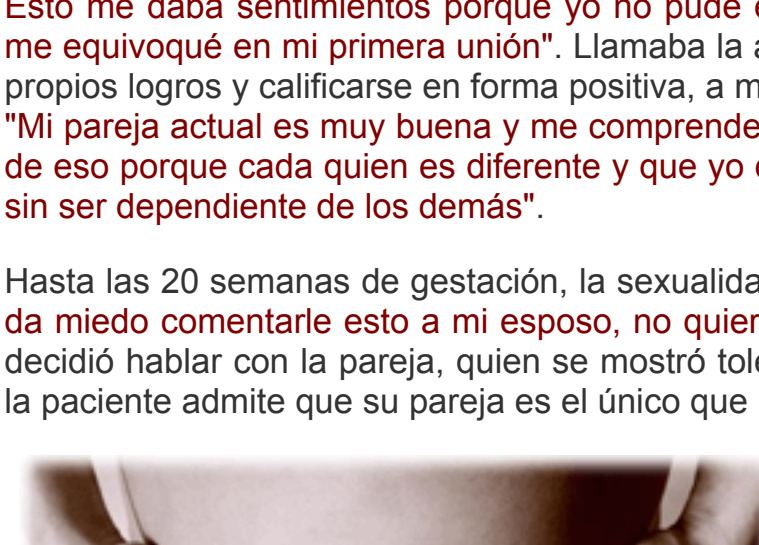 Esto me daba sentimientos porque yo no pude
me equivoqué en mi primera unión". Llamaba la
propios logros y calificarse en forma positiva, a
"Mi pareja actual es muy buena y me comprende
de eso porque cada quien es diferente y que yo
sin ser dependiente de los demás".
Hasta las 20 semanas de gestación, la
da miedo comentarle esto a mi esposo, no
decidió hablar con la pareja, quien se mostró
la paciente admite que su pareja es el único que